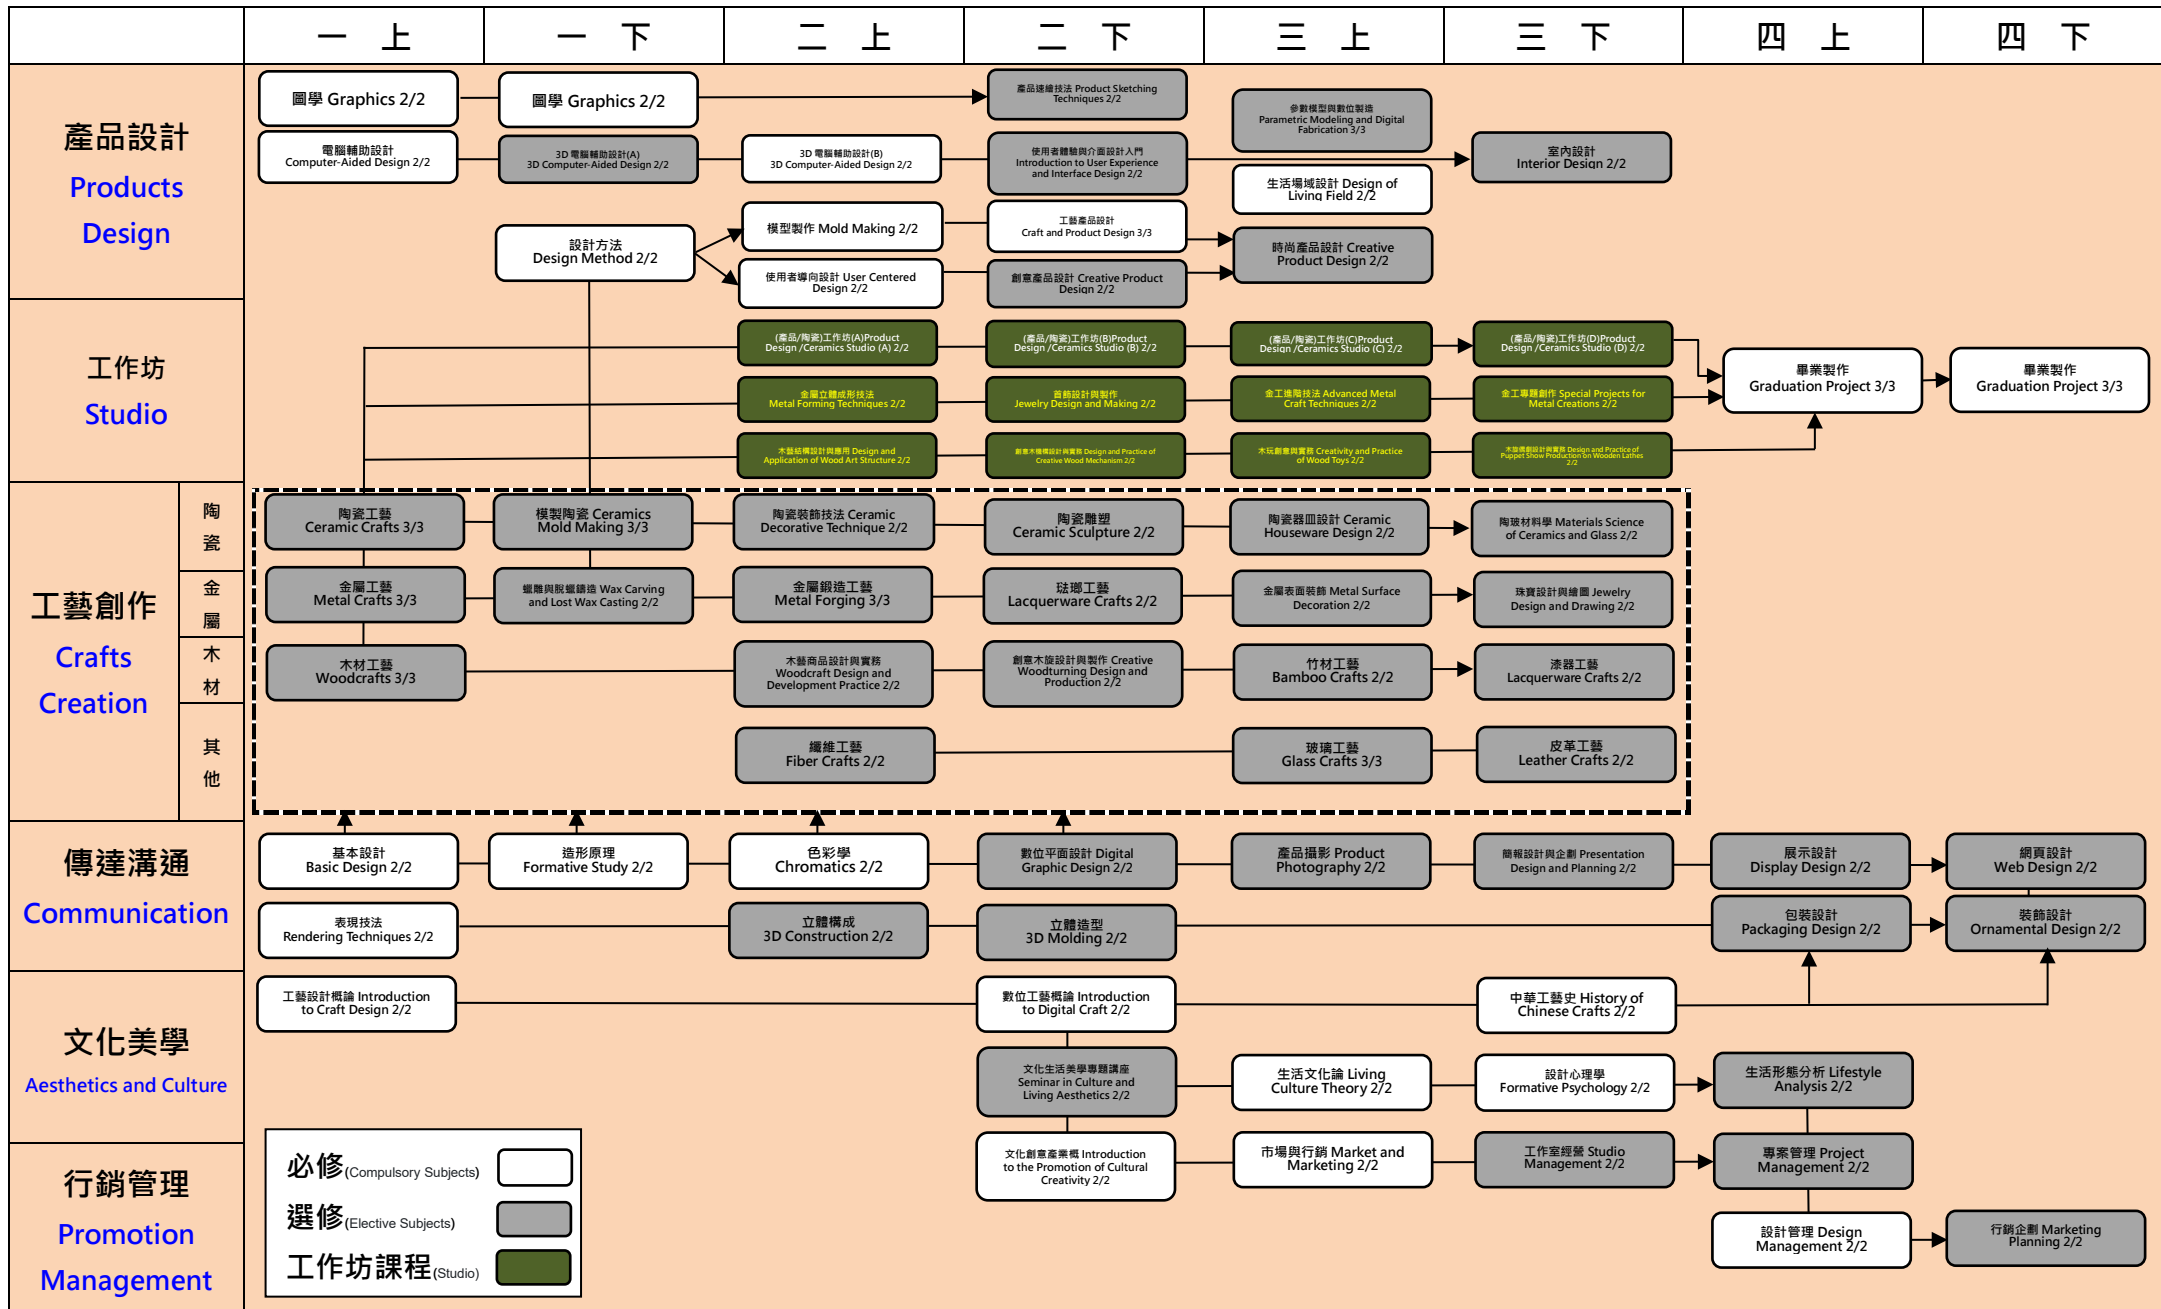 一 上
一 下
二 上
二 下
三 上
三 下
四 上
四 下
產品設計
Products
Design
圖學 Graphics 2/2
圖學 Graphics 2/2
產品速繪技法 Product Sketching
Techniques 2/2
參數模型與數位製造
Parametric Modeling and Digital
Fabrication 3/3
電腦輔助設計
Computer-Aided Design 2/2
3D 電腦輔助設計(A)
3D Computer-Aided Design 2/2
3D 電腦輔助設計(B)
3D Computer-Aided Design 2/2
使用者體驗與介面設計入門
Introduction to User Experience
and Interface Design 2/2
室內設計
Interior Design 2/2
生活場域設計 Design of
Living Field 2/2
設計方法
Design Method 2/2
模型製作 Mold Making 2/2
工藝產品設計
Craft and Product Design 3/3
時尚產品設計 Creative
Product Design 2/2
使用者導向設計 User Centered
Design 2/2
創意產品設計 Creative Product
Design 2/2
工作坊
Studio
(產品/陶瓷)工作坊(A)Product
Design /Ceramics Studio (A) 2/2
(產品/陶瓷)工作坊(B)Product
Design /Ceramics Studio (B) 2/2
(產品/陶瓷)工作坊(C)Product
Design /Ceramics Studio (C) 2/2
(產品/陶瓷)工作坊(D)Product
Design /Ceramics Studio (D) 2/2
金屬立體成形技法
Metal Forming Techniques 2/2
首飾設計與製作
Jewelry Design and Making 2/2
金工進階技法 Advanced Metal
Craft Techniques 2/2
金工專題創作 Special Projects for
Metal Creations 2/2
畢業製作
Graduation Project 3/3
畢業製作
Graduation Project 3/3
木藝結構設計與應用 Design and
Application of Wood Art Structure 2/2
創意木機構設計與實務 Design and Practice of
Creative Wood Mechanism 2/2
木玩創意與實務 Creativity and Practice
of Wood Toys 2/2
木旋偶劇設計與實務 Design and Practice of
Puppet Show Production on Wooden Lathes
2/2
工藝創作
Crafts
Creation
陶
瓷
陶瓷工藝
Ceramic Crafts 3/3
模製陶瓷 Ceramics
Mold Making 3/3
陶瓷裝飾技法 Ceramic
Decorative Technique 2/2
陶瓷雕塑
Ceramic Sculpture 2/2
陶瓷器皿設計 Ceramic
Houseware Design 2/2
陶玻材料學 Materials Science
of Ceramics and Glass 2/2
金
屬
金屬工藝
Metal Crafts 3/3
蠟雕與脫蠟鑄造 Wax Carving
and Lost Wax Casting 2/2
金屬鍛造工藝
Metal Forging 3/3
琺瑯工藝
Lacquerware Crafts 2/2
金屬表面裝飾 Metal Surface
Decoration 2/2
珠寶設計與繪圖 Jewelry
Design and Drawing 2/2
木
材
木材工藝
Woodcrafts 3/3
木藝商品設計與實務
Woodcraft Design and
Development Practice 2/2
創意木旋設計與製作 Creative
Woodturning Design and
Production 2/2
竹材工藝
Bamboo Crafts 2/2
漆器工藝
Lacquerware Crafts 2/2
其
他
纖維工藝
Fiber Crafts 2/2
玻璃工藝
Glass Crafts 3/3
皮革工藝
Leather Crafts 2/2
傳達溝通
Communication
基本設計
Basic Design 2/2
造形原理
Formative Study 2/2
色彩學
Chromatics 2/2
數位平面設計 Digital
Graphic Design 2/2
產品攝影 Product
Photography 2/2
簡報設計與企劃 Presentation
Design and Planning 2/2
展示設計
Display Design 2/2
網頁設計
Web Design 2/2
表現技法
Rendering Techniques 2/2
立體構成
3D Construction 2/2
立體造型
3D Molding 2/2
包裝設計
Packaging Design 2/2
裝飾設計
Ornamental Design 2/2
文化美學
Aesthetics and Culture
工藝設計概論 Introduction
to Craft Design 2/2
數位工藝概論 Introduction
to Digital Craft 2/2
中華工藝史 History of
Chinese Crafts 2/2
文化生活美學專題講座
Seminar in Culture and
Living Aesthetics 2/2
生活文化論 Living
Culture Theory 2/2
設計心理學
Formative Psychology 2/2
生活形態分析 Lifestyle
Analysis 2/2
行銷管理
Promotion
Management
文化創意產業概 Introduction
to the Promotion of Cultural
Creativity 2/2
市場與行銷 Market and
Marketing 2/2
工作室經營 Studio
Management 2/2
專案管理 Project
Management 2/2
設計管理 Design
Management 2/2
行銷企劃 Marketing
Planning 2/2
必修(Compulsory Subjects)
選修(Elective Subjects)
工作坊課程(Studio)